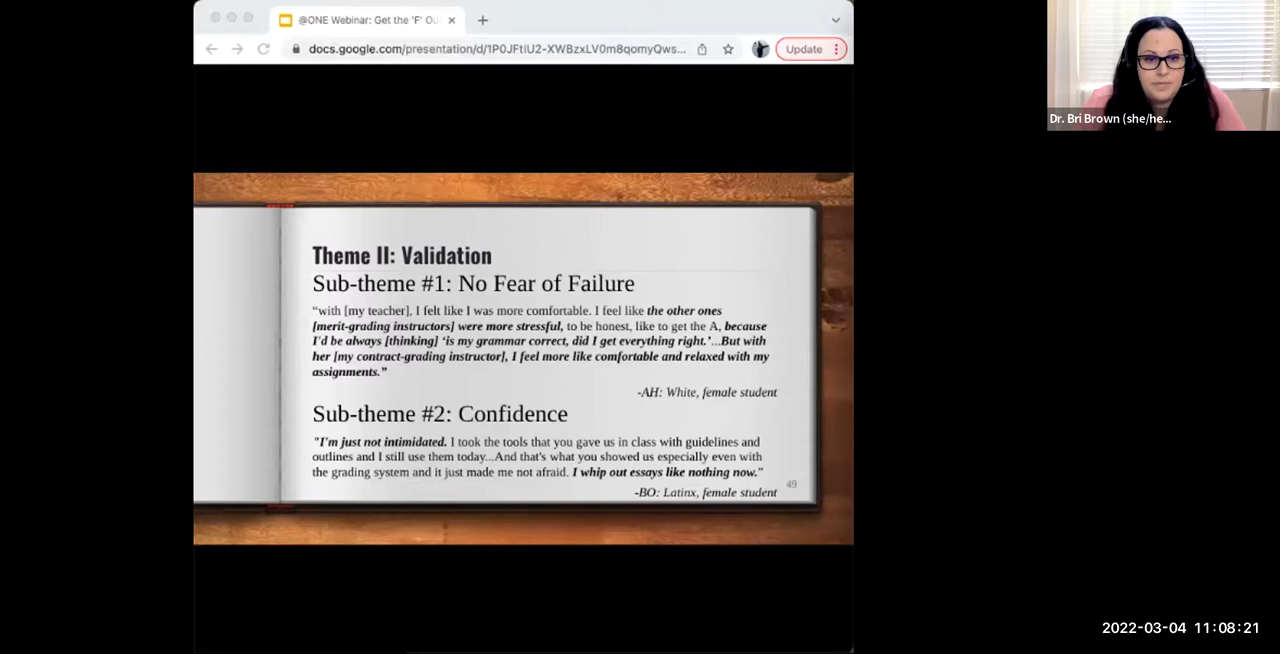 @ONE Webinar: Get the 'F' Ou
docs.google.com/presentation/d/1P0JFtiU2-XWBzxLV0m8qomyQws...
Update
Dr. Bri Brown (she/he...
Theme II: Validation
Sub-theme #1: No Fear of Failure
“with [my teacher], I felt like I was more comfortable. I feel like the other ones
[merit-grading instructors] were more stressful, to be honest, like to get the A, because
I'd be always [thinking] ‘is my grammar correct, did I get everything right.’...But with
her [my contract-grading instructor], I feel more like comfortable and relaxed with my
assignments.”
-AH: White, female student
Sub-theme #2: Confidence
"I'm just not intimidated. I took the tools that you gave us in class with guidelines and
outlines and I still use them today...And that's what you showed us especially even with
the grading system and it just made me not afraid. I whip out essays like nothing now."
-BO: Latinx, female student
49
2022-03-04 11:08:21